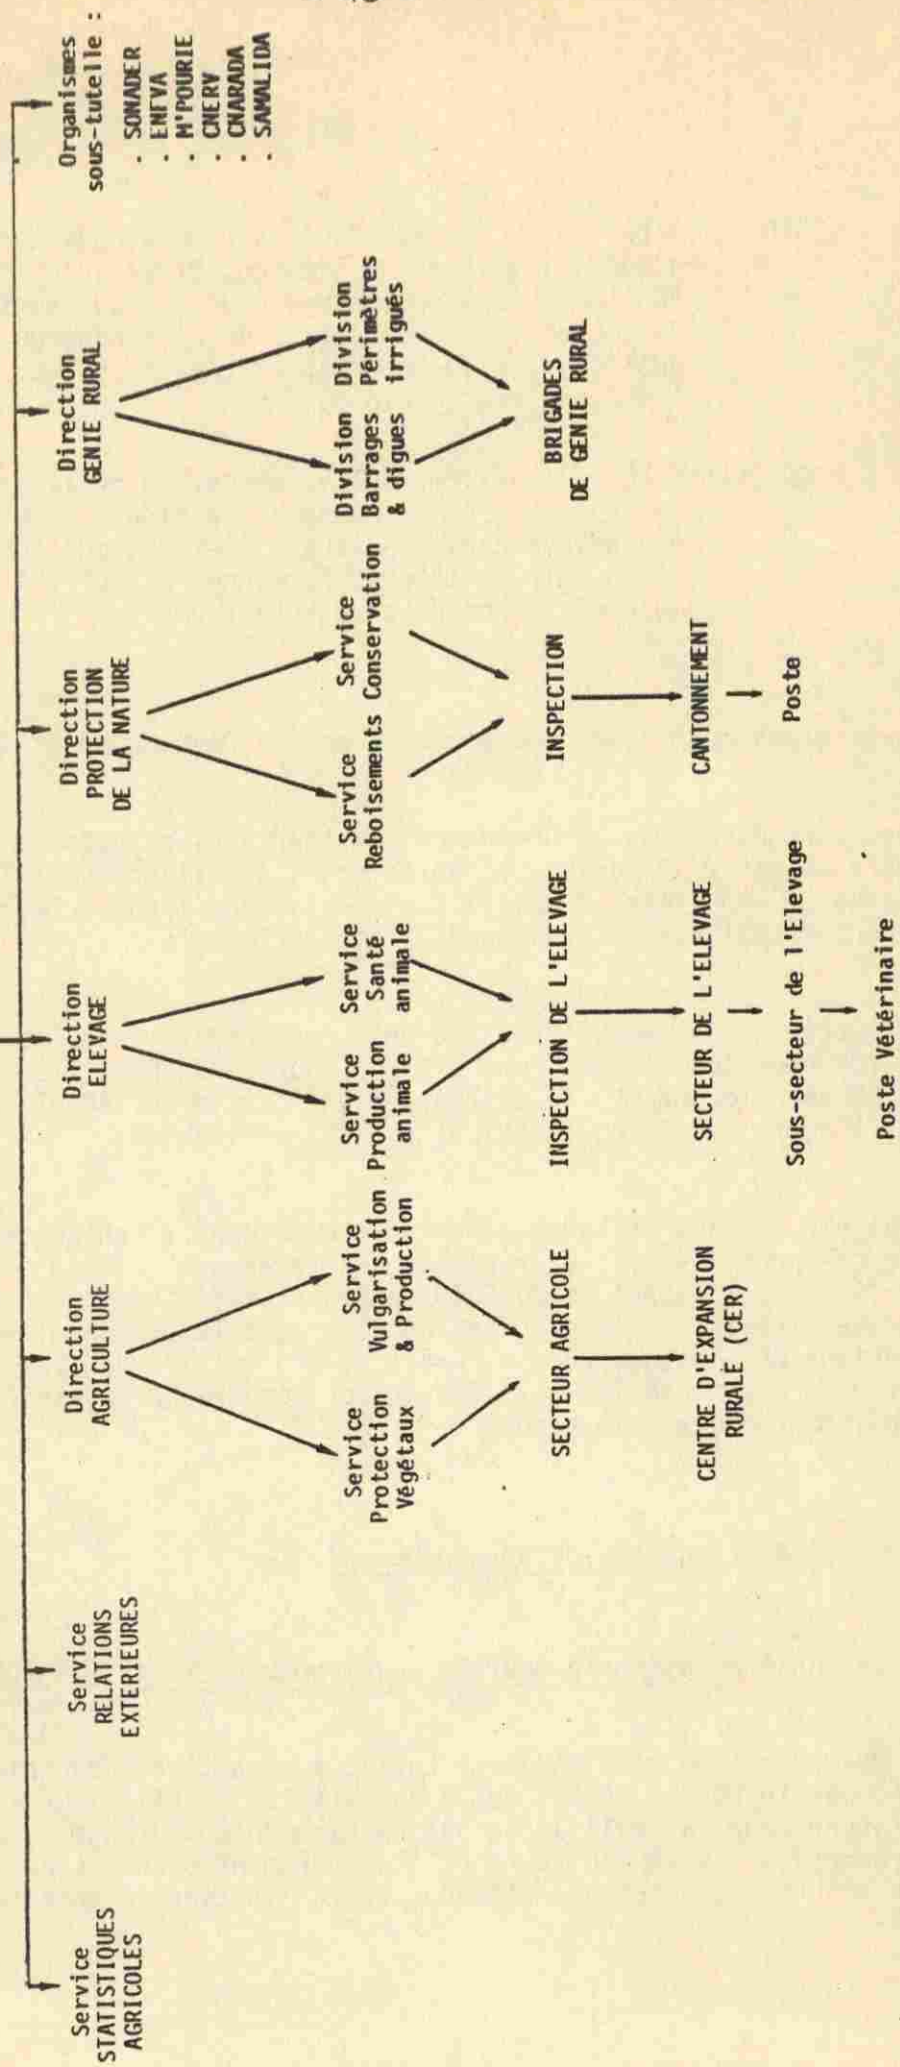 Service
STATISTIQUES
AGRICOLES
Service
RELATIONS
EXTERIEURES
Direction
AGRICULTURE
Service
Protection
Végétaux
Service
Vulgarisation
& Production
SECTEUR AGRICOLE
CENTRE D'EXPANSION
RURALE (CER)
Direction
ELEVAGE
Service
Production
animale
Service
Santé
animale
INSPECTION DE L'ELEVAGE
SECTEUR DE L'ELEVAGE
Sous-secteur de l'Elevage
Poste Vétérinaire
Direction
PROTECTION
DE LA NATURE
Service
Reboisements
Service
Conservation
INSPECTION
CANTONNEMENT
Poste
Direction
GENIE RURAL
Division
Barrages
& digues
Division
Périmètres
irrigués
BRIGADES
DE GENIE RURAL
Organismes
sous-tutelle :
. SONADER
. ENFVA
. M'POURIE
. CNERV
. CNARADA
. SAMALIDA